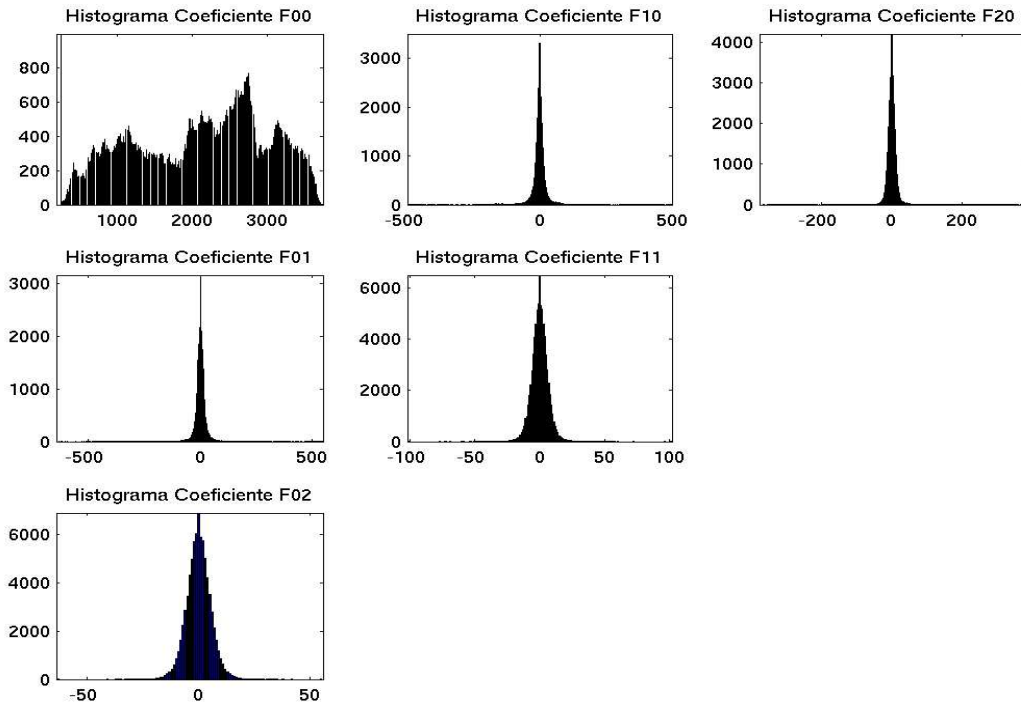 Histograma Coeficiente F00
800
600
400
200
0
1000 2000 3000
Histograma Coeficiente F10
3000
2000
1000
0
-500 0 500
Histograma Coeficiente F20
4000
3000
2000
1000
0
-200 0 200
Histograma Coeficiente F01
3000
2000
1000
0
-500 0 500
Histograma Coeficiente F11
6000
4000
2000
0
-100 -50 0 50 100
Histograma Coeficiente F02
6000
4000
2000
0
-50 0 50